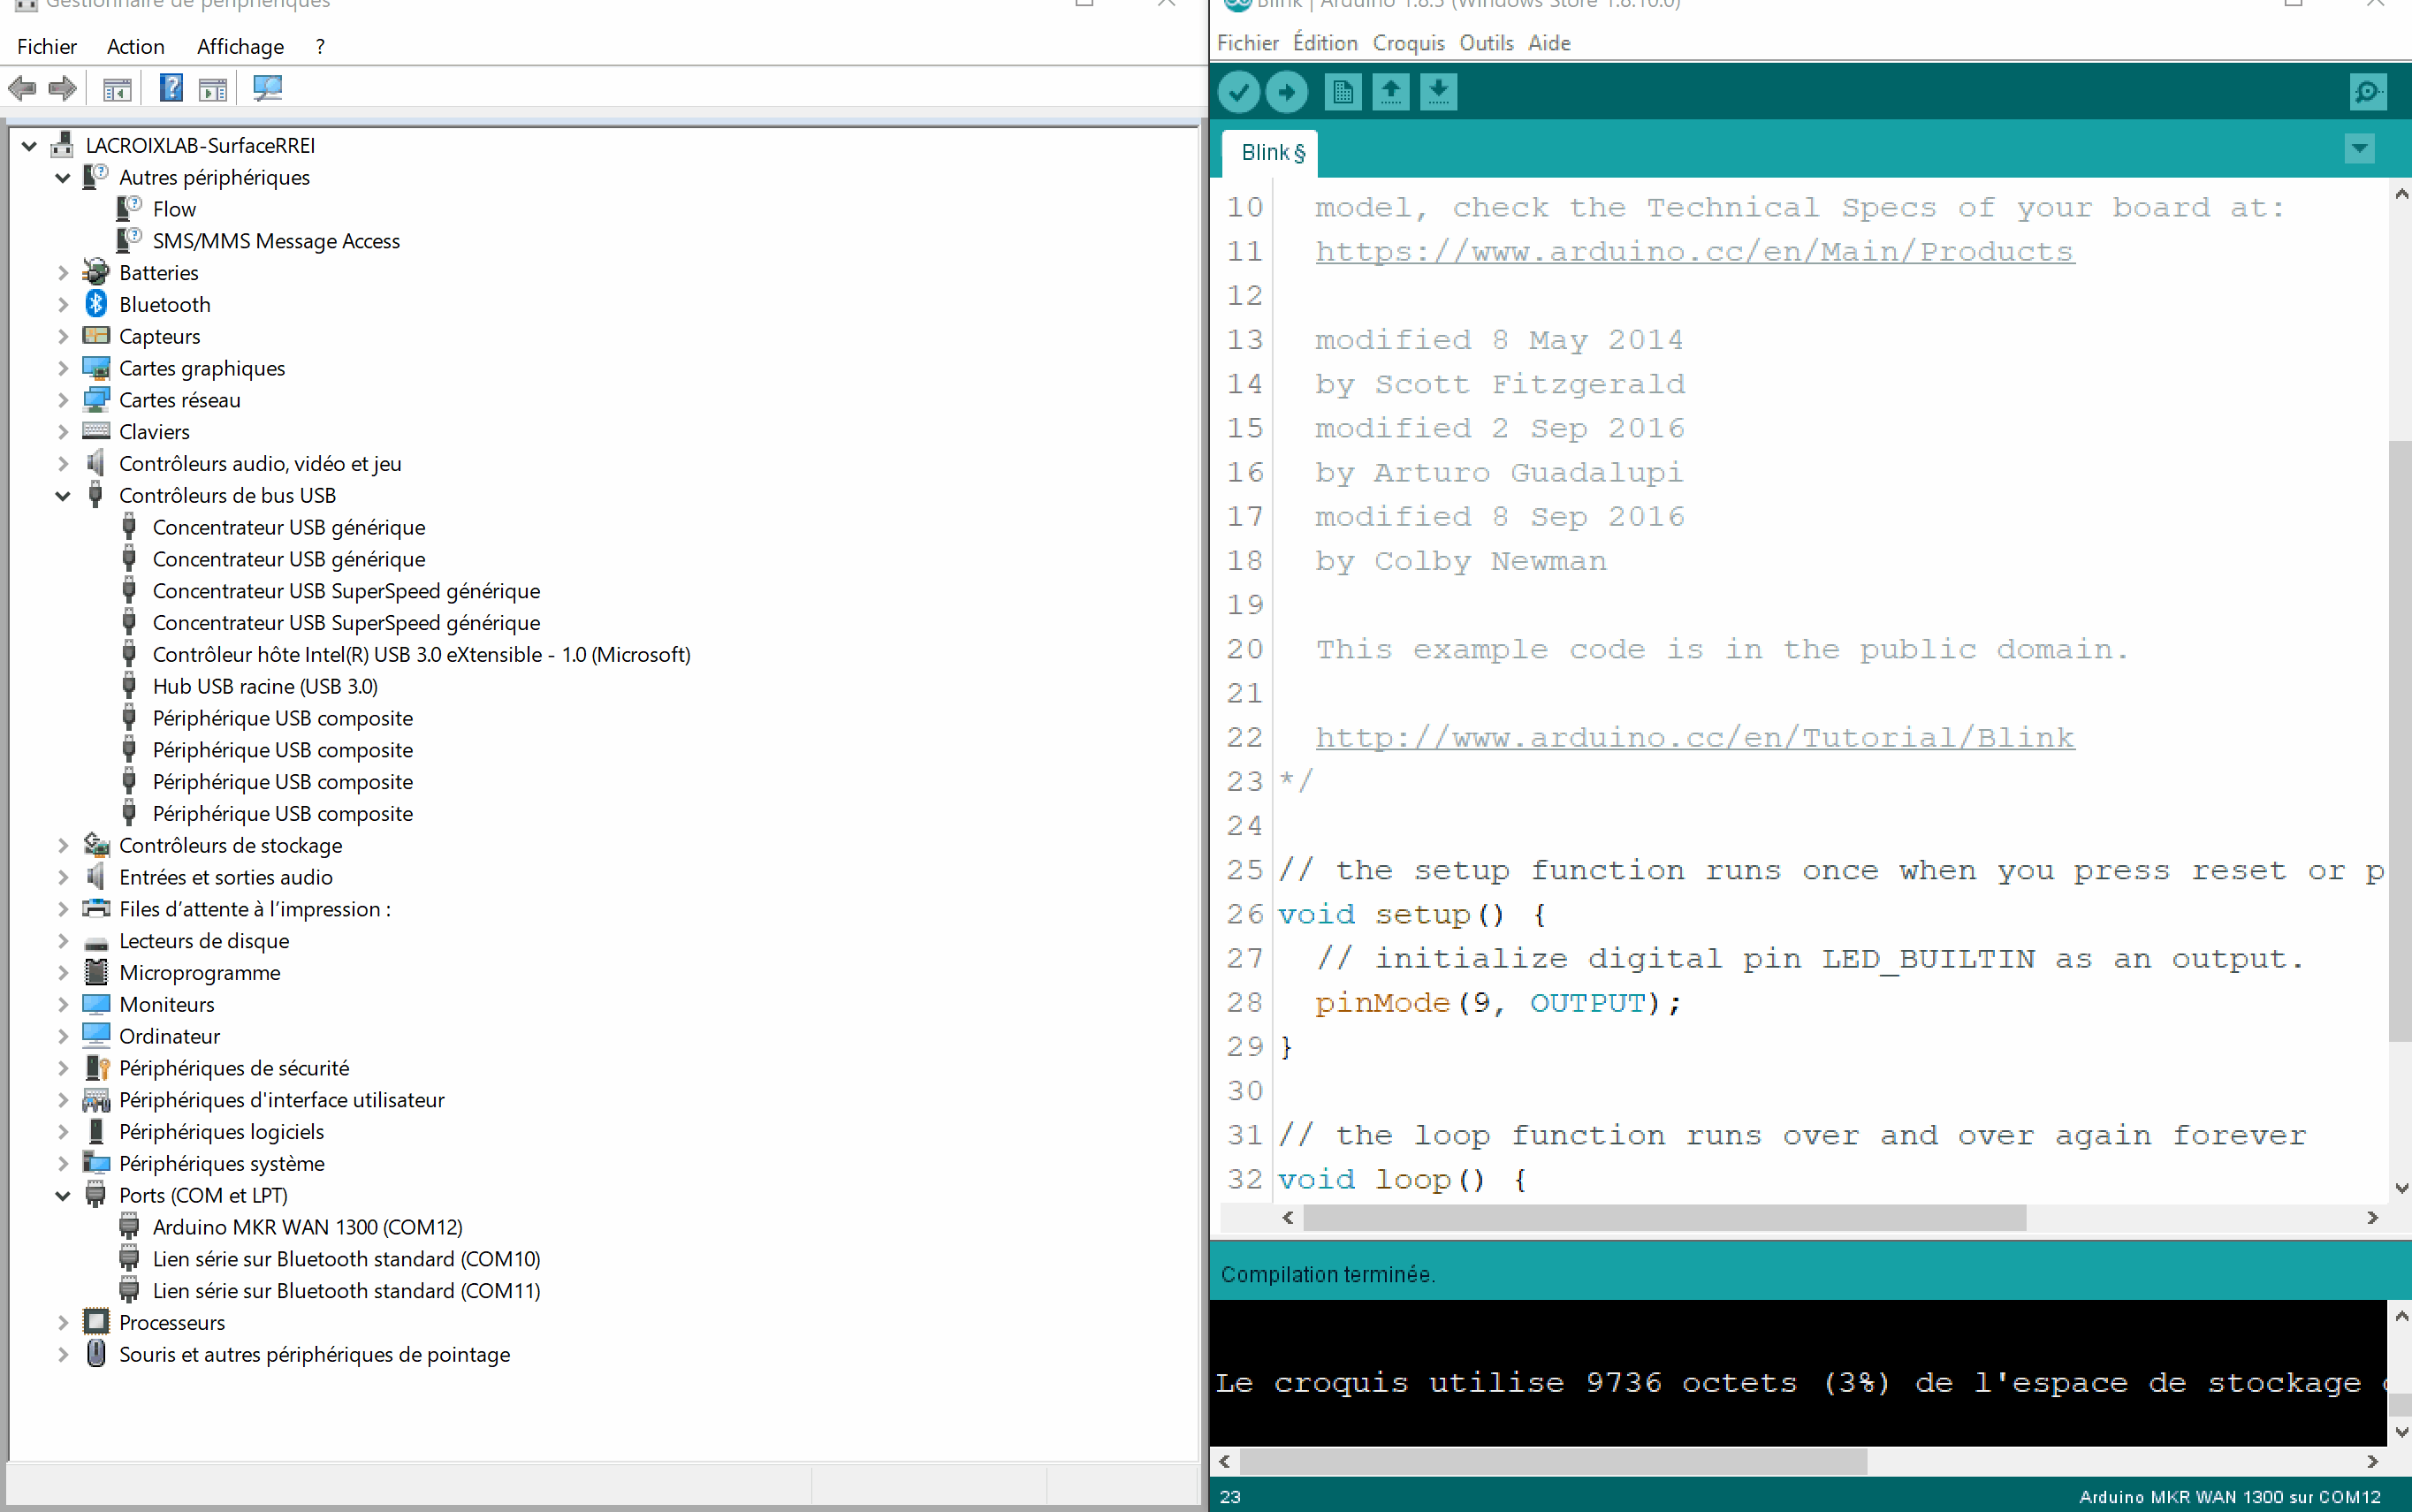 Gestionnaire de périphériques
Fichier Action Affichage ?
LACROIXLAB-SurfaceRREI
Autres périphériques
Flow
SMS/MMS Message Access
Batteries
Bluetooth
Capteurs
Cartes graphiques
Cartes réseau
Claviers
Contrôleurs audio, vidéo et jeu
Contrôleurs de bus USB
Concentrateur USB générique
Concentrateur USB générique
Concentrateur USB SuperSpeed générique
Concentrateur USB SuperSpeed générique
Contrôleur hôte Intel(R) USB 3.0 eXtensible - 1.0 (Microsoft)
Hub USB racine (USB 3.0)
Périphérique USB composite
Périphérique USB composite
Périphérique USB composite
Périphérique USB composite
Contrôleurs de stockage
Entrées et sorties audio
Files d’attente à l’impression :
Lecteurs de disque
Microprogramme
Moniteurs
Ordinateur
Périphériques de sécurité
Périphériques d'interface utilisateur
Périphériques logiciels
Périphériques système
Ports (COM et LPT)
Arduino MKR WAN 1300 (COM12)
Lien série sur Bluetooth standard (COM10)
Lien série sur Bluetooth standard (COM11)
Processeurs
Souris et autres périphériques de pointage
Blink | Arduino 1.8.5 (Windows Store 1.8.10.0)
Fichier Édition Croquis Outils Aide
Blink §
10 model, check the Technical Specs of your board at:
11 https://www.arduino.cc/en/Main/Products
12
13 modified 8 May 2014
14 by Scott Fitzgerald
15 modified 2 Sep 2016
16 by Arturo Guadalupi
17 modified 8 Sep 2016
18 by Colby Newman
19
20 This example code is in the public domain.
21
22 http://www.arduino.cc/en/Tutorial/Blink
23 */
24
25 // the setup function runs once when you press reset or p
26 void setup() {
27 // initialize digital pin LED_BUILTIN as an output.
28 pinMode(9, OUTPUT);
29 }
30
31 // the loop function runs over and over again forever
32 void loop() {
Compilation terminée.
Le croquis utilise 9736 octets (3%) de l'espace de stockage
23 Arduino MKR WAN 1300 sur COM12